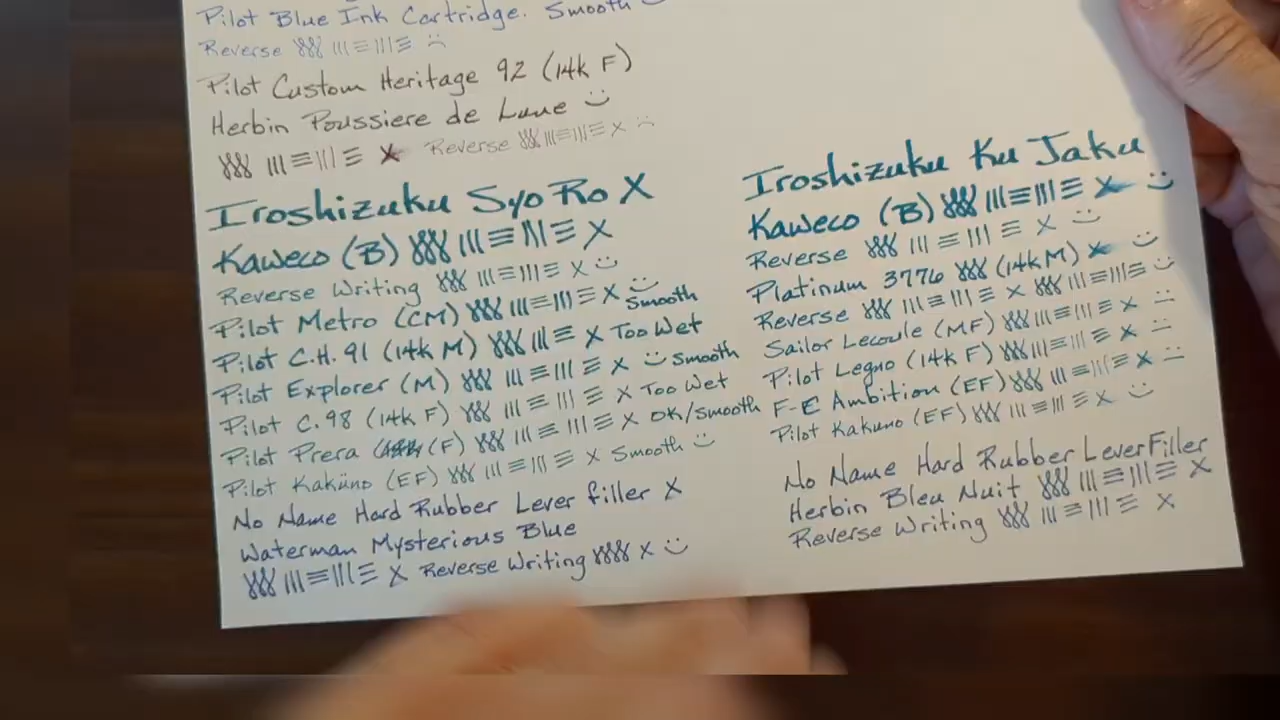 Pilot Blue Ink Cartridge. Smooth
Reverse
Pilot Custom Heritage 92 (14k F)
Herbin Poussiere de Lune
X Reverse X
Iroshizuku Syo Ro X
Kaweco (B) X
Reverse Writing X
Pilot Metro (CM) X Smooth
Pilot C.H. 91 (14k M) X Too Wet
Pilot Explorer (M) X Smooth
Pilot C. 98 (14k F) X Too Wet
Pilot Prera (F) X OK/smooth
Pilot Kaküno (EF) X Smooth
No Name Hard Rubber Lever filler X
Waterman Mysterious Blue
X Reverse Writing X
Iroshizuku Ku Jaku
Kaweco (B) X
Reverse X
Platinum 3776 (14k M) X
Reverse X
Sailor Lecoule (MF) X
Pilot Legno (14k F) X
F-C Ambition (EF) X
Pilot Kakuno (EF) X
No Name Hard Rubber Lever Filler
Herbin Bleu Nuit X
Reverse Writing X